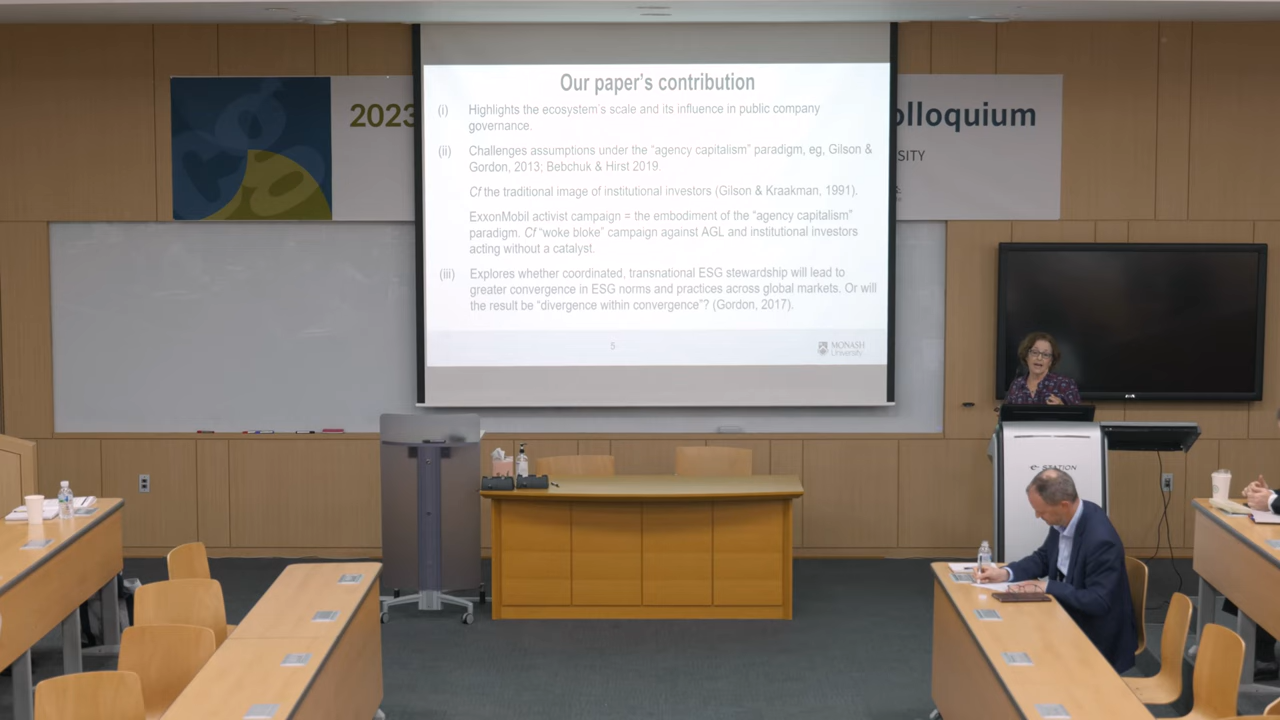 Our paper's contribution
(i) Highlights the ecosystem's scale and its influence in public company
governance.
(ii) Challenges assumptions under the "agency capitalism" paradigm, eg, Gilson &
Gordon, 2013; Bebchuk & Hirst 2019.
Cf the traditional image of institutional investors (Gilson & Kraakman, 1991).
ExxonMobil activist campaign = the embodiment of the "agency capitalism"
paradigm. Cf "woke bloke" campaign against AGL and institutional investors
acting without a catalyst.
(iii) Explores whether coordinated, transnational ESG stewardship will lead to
greater convergence in ESG norms and practices across global markets. Or will
the result be "divergence within convergence"? (Gordon, 2017).
5
MONASH
University
2023
olloquium
SITY
STATION